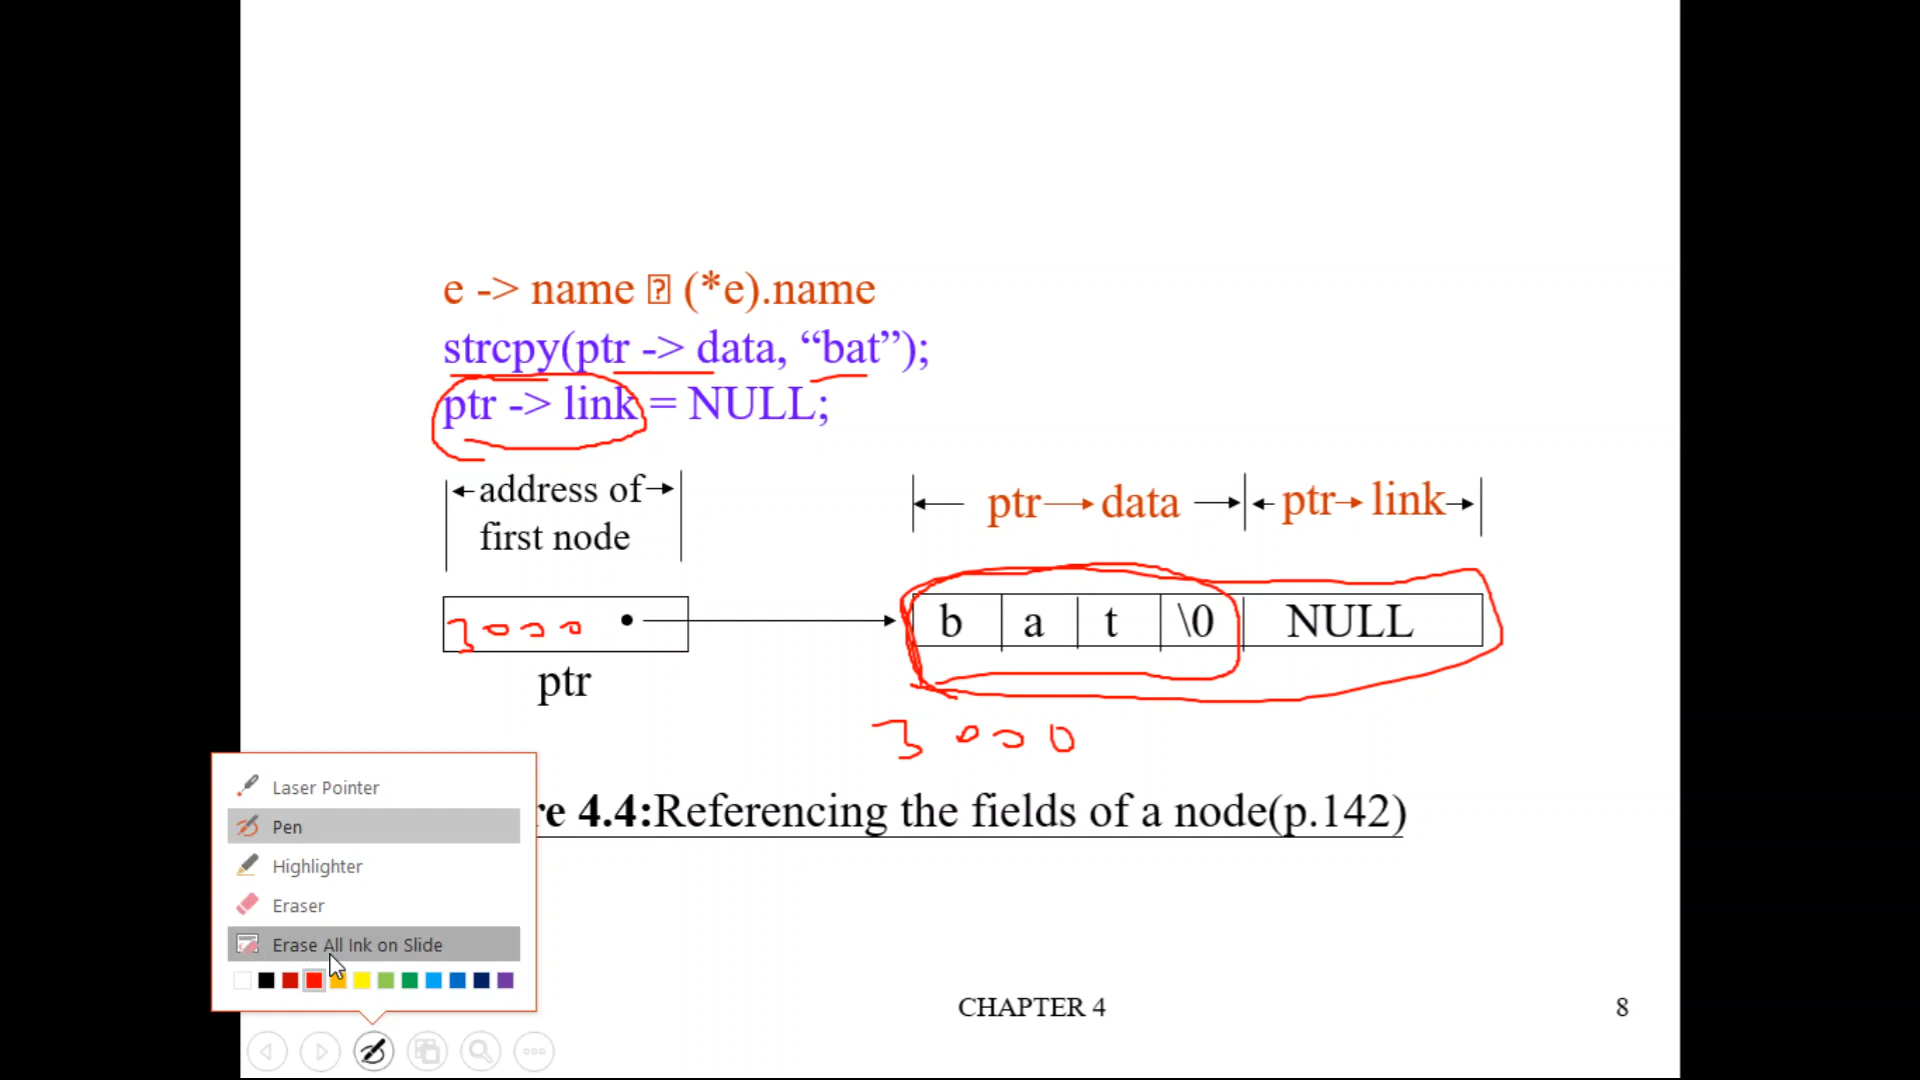 e -> name ⍰ (*e).name
strcpy(ptr -> data, “bat”);
ptr -> link = NULL;
address of
first node
ptr→data
ptr→link
3000
b a t \0 NULL
ptr
3000
re 4.4:Referencing the fields of a node(p.142)
Laser Pointer
Pen
Highlighter
Eraser
Erase All Ink on Slide
CHAPTER 4
8